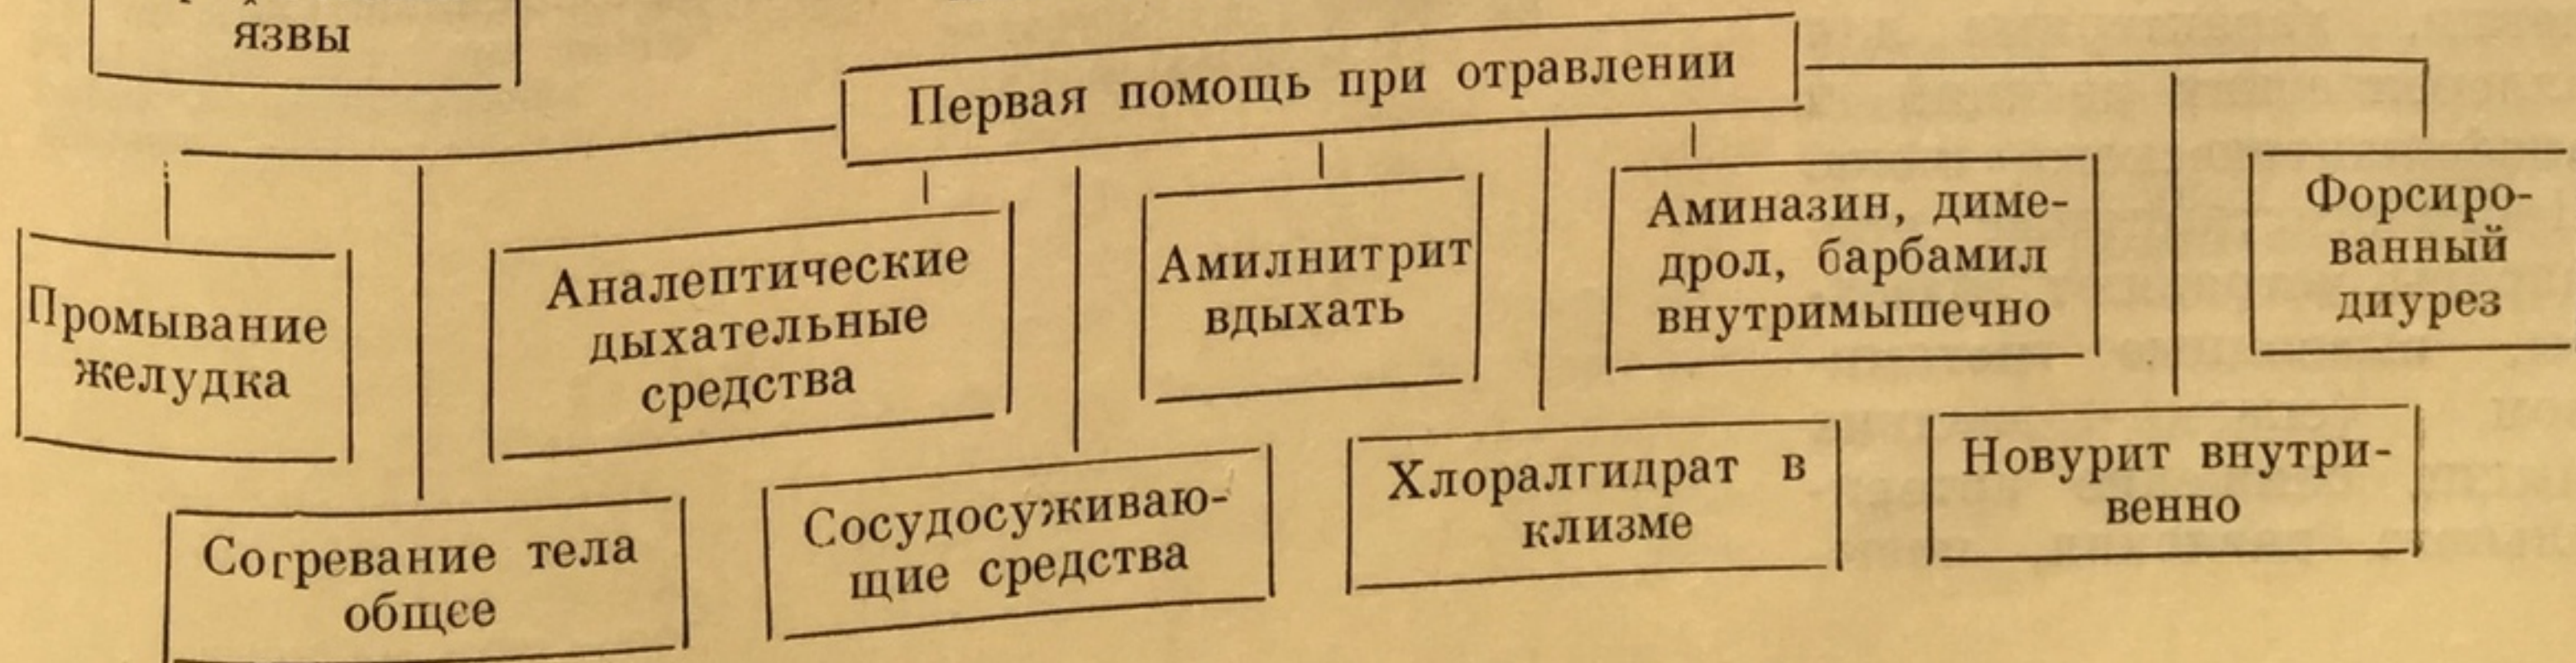 язвы
Первая помощь при отравлении
Промывание
желудка
Аналептические
дыхательные
средства
Амилнитрит
вдыхать
Аминазин, диме-
дрол, барбамил
внутримышечно
Форсиро-
ванный
диурез
Согревание тела
общее
Сосудосуживаю-
щие средства
Хлоралгидрат в
клизме
Новурит внутри-
венно